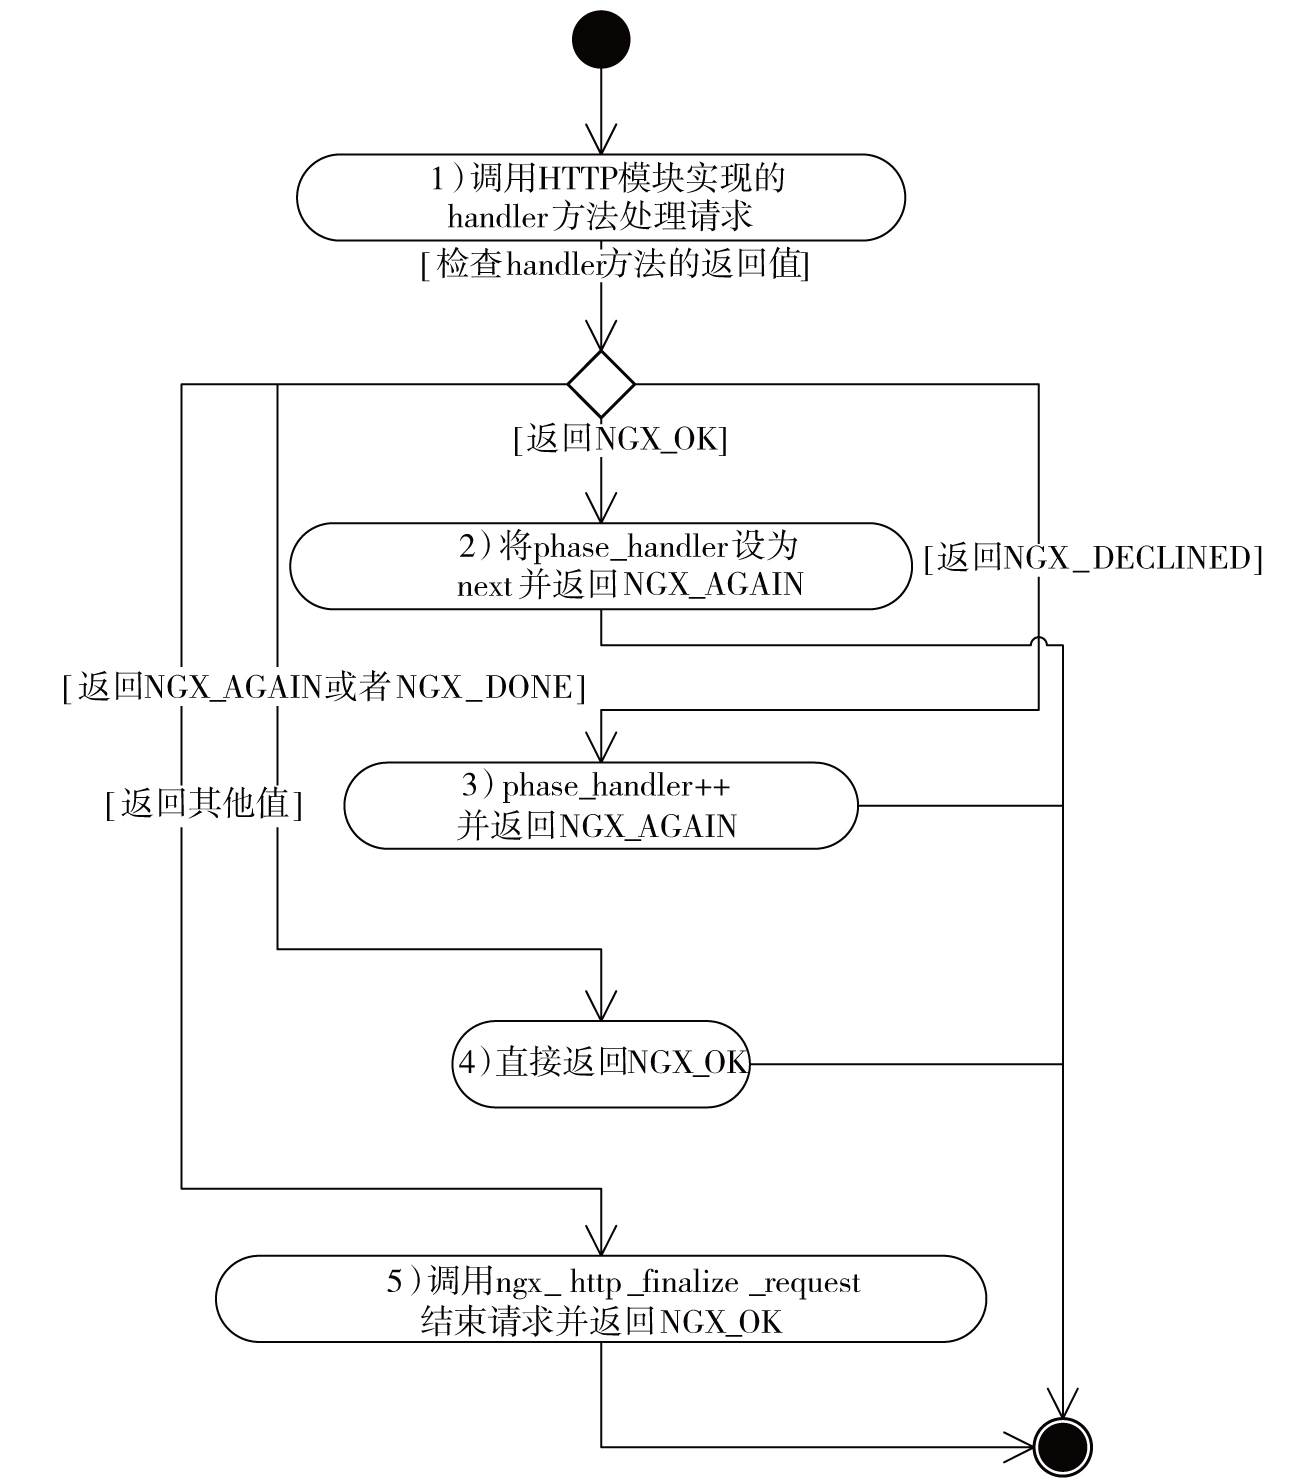 1)调用HTTP模块实现的
handler方法处理请求
[检查handler方法的返回值]
[返回NGX_OK]
2)将phase_handler设为
next并返回NGX_AGAIN
[返回NGX_DECLINED]
[返回NGX_AGAIN或者NGX_DONE]
3)phase_handler++
并返回NGX_AGAIN
[返回其他值]
4)直接返回NGX_OK
5)调用ngx_http_finalize_request
结束请求并返回NGX_OK